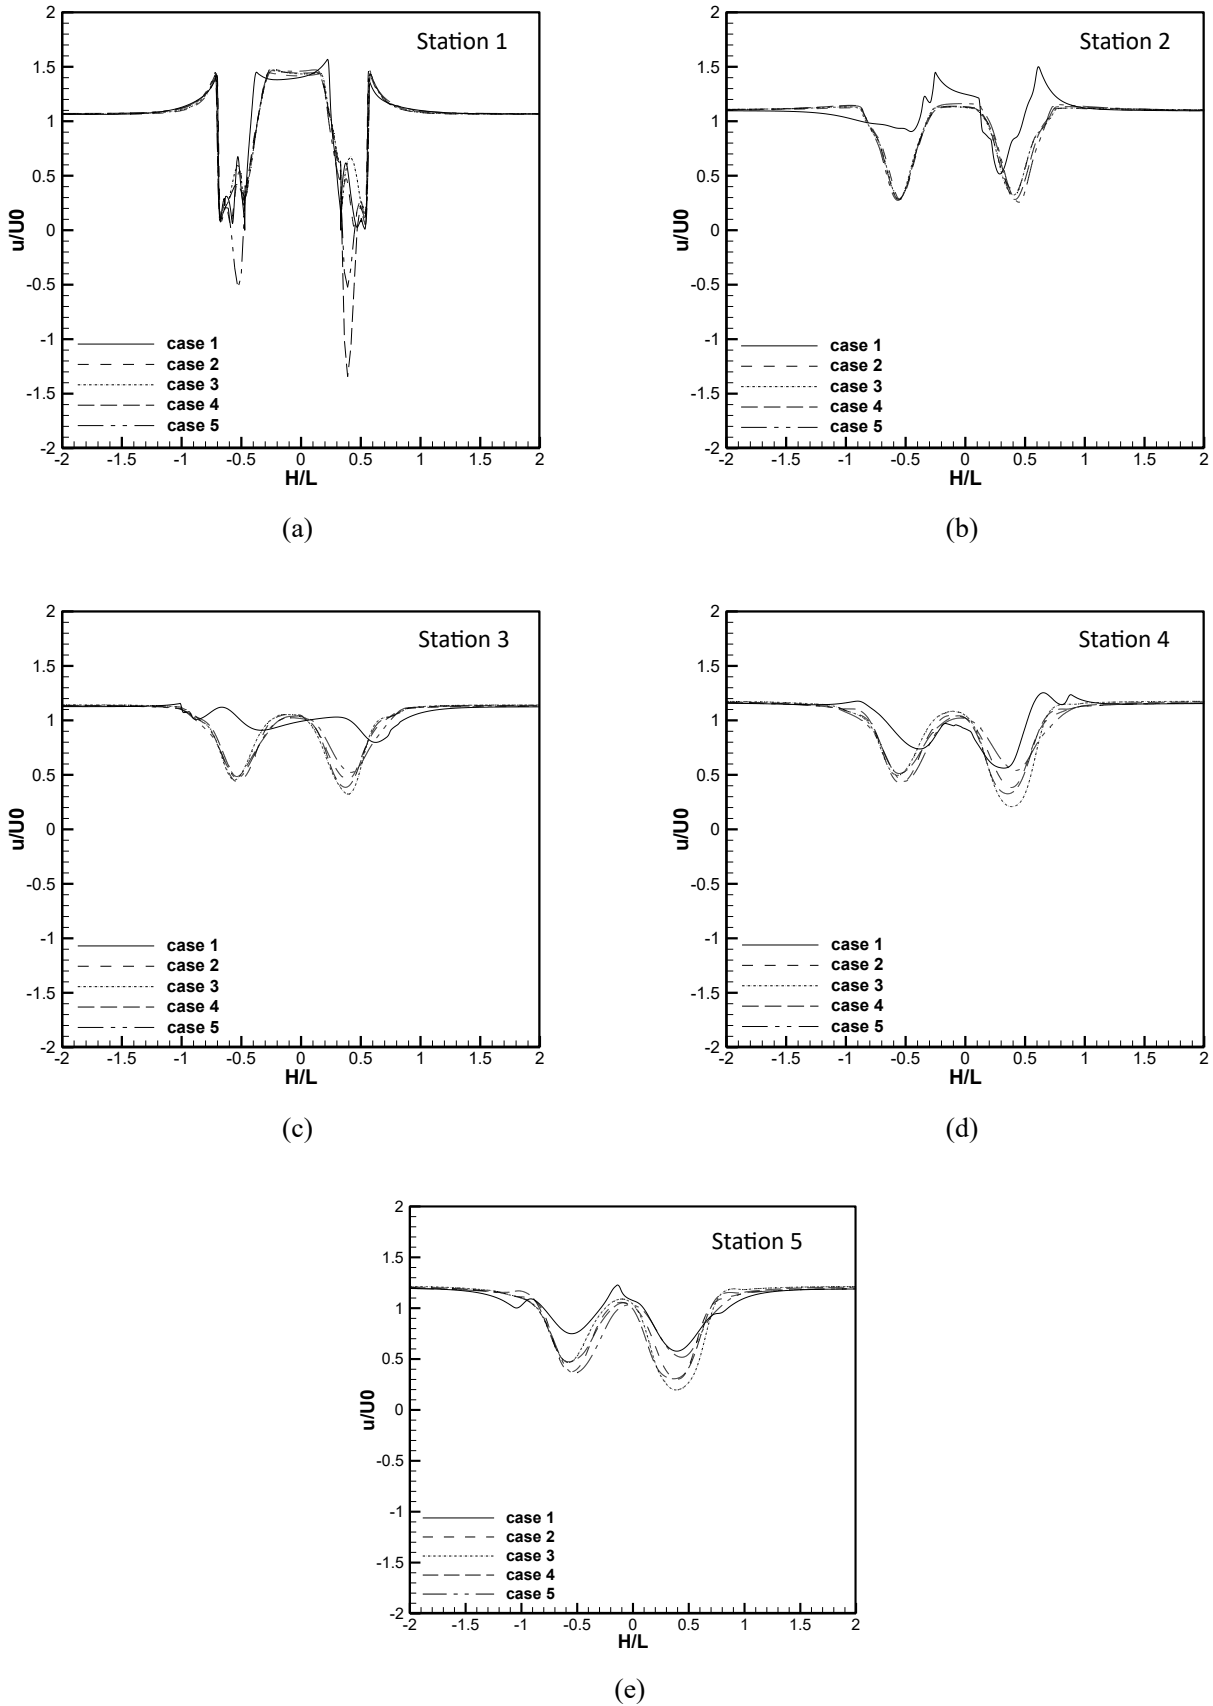 Station 1
2
1.5
1
0.5
0
-0.5
-1
-1.5
-2
u/U0
case 1
case 2
case 3
case 4
case 5
-2 -1.5 -1 -0.5 0 0.5 1 1.5 2
H/L
(a)
Station 2
2
1.5
1
0.5
0
-0.5
-1
-1.5
-2
u/U0
case 1
case 2
case 3
case 4
case 5
-2 -1.5 -1 -0.5 0 0.5 1 1.5 2
H/L
(b)
Station 3
2
1.5
1
0.5
0
-0.5
-1
-1.5
-2
u/U0
case 1
case 2
case 3
case 4
case 5
-2 -1.5 -1 -0.5 0 0.5 1 1.5 2
H/L
(c)
Station 4
2
1.5
1
0.5
0
-0.5
-1
-1.5
-2
u/U0
case 1
case 2
case 3
case 4
case 5
-2 -1.5 -1 -0.5 0 0.5 1 1.5 2
H/L
(d)
Station 5
2
1.5
1
0.5
0
-0.5
-1
-1.5
-2
u/U0
case 1
case 2
case 3
case 4
case 5
-2 -1.5 -1 -0.5 0 0.5 1 1.5 2
H/L
(e)